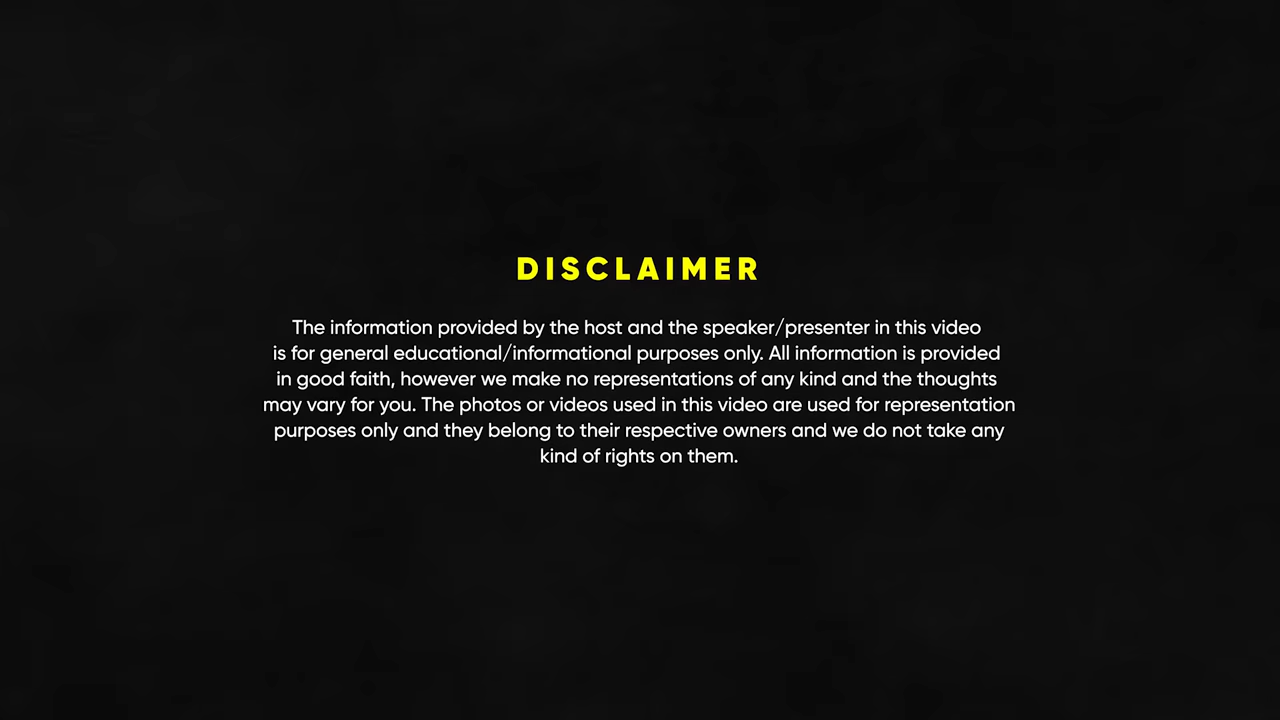 DISCLAIMER
The information provided by the host and the speaker/presenter in this video
is for general educational/informational purposes only. All information is provided
in good faith, however we make no representations of any kind and the thoughts
may vary for you. The photos or videos used in this video are used for representation
purposes only and they belong to their respective owners and we do not take any
kind of rights on them.